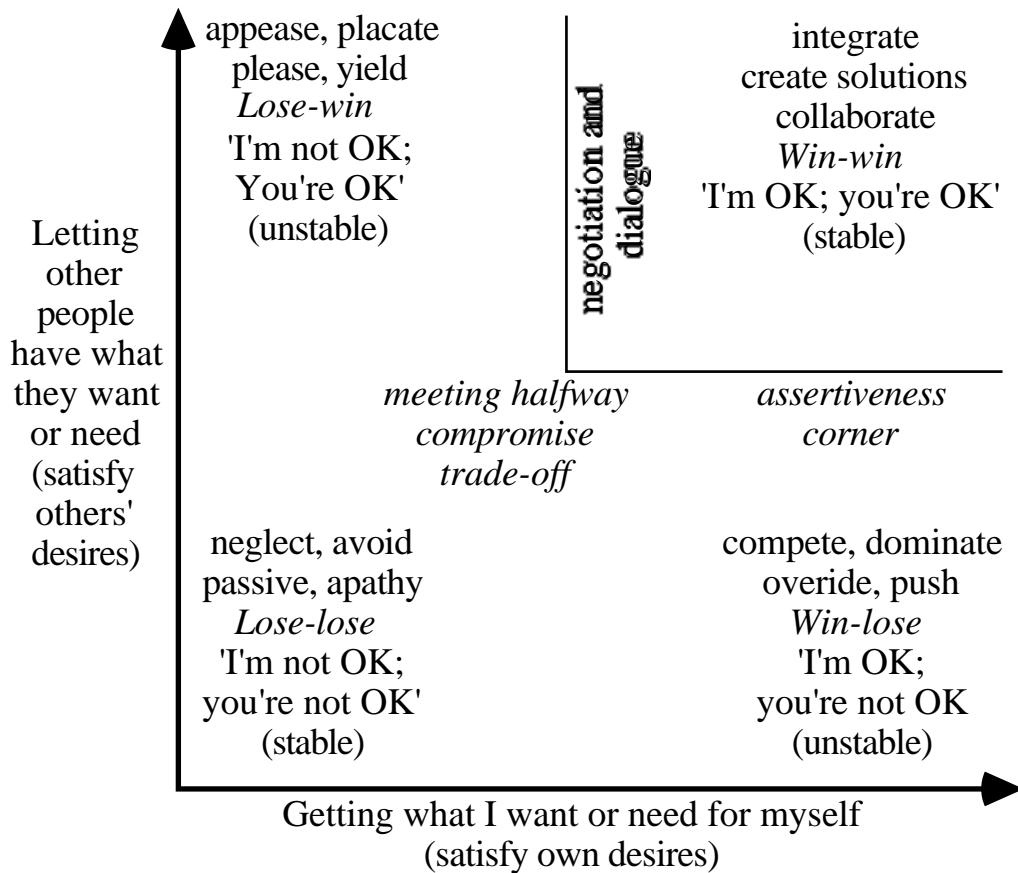 Letting
other
people
have what
they want
or need
(satisfy
others'
desires)
appease, placate
please, yield
Lose-win
'I'm not OK;
You're OK'
(unstable)
negotiation and
dialogue
integrate
create solutions
collaborate
Win-win
'I'm OK; you're OK'
(stable)
meeting halfway
compromise
trade-off
assertiveness
corner
neglect, avoid
passive, apathy
Lose-lose
'I'm not OK;
you're not OK'
(stable)
compete, dominate
overide, push
Win-lose
'I'm OK;
you're not OK
(unstable)
Getting what I want or need for myself
(satisfy own desires)